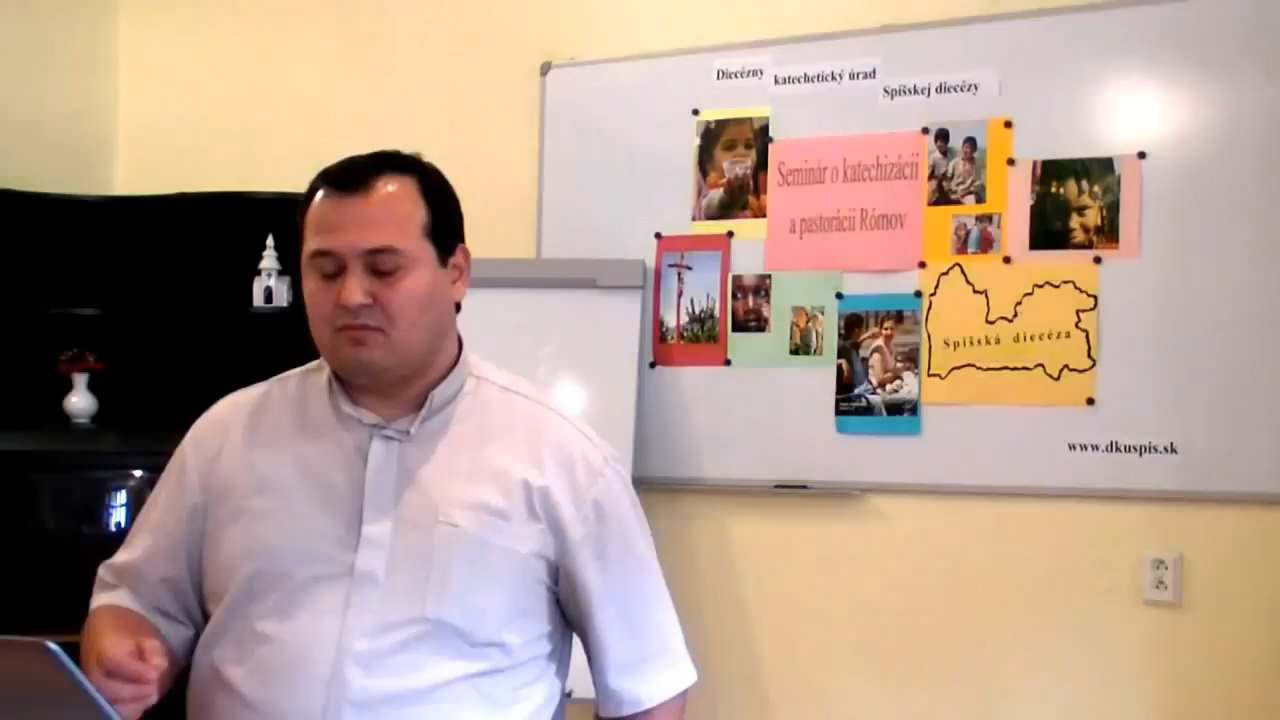 Diecézny katechetický úrad Spišskej diecézy
Seminár o katechizácii
a pastorácii Rómov
Spišská diecéza
www.dkuspis.sk